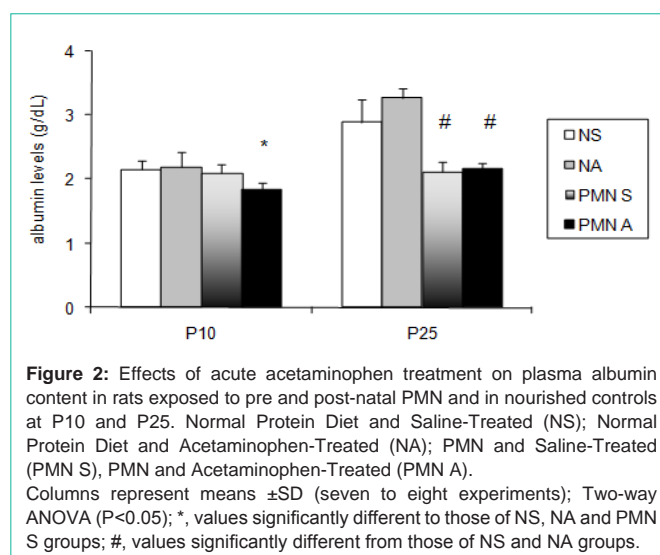 4
3
2
1
0
albumin levels (g/dL)
*
# #
P10 P25
NS
NA
PMN S
PMN A
Figure 2: Effects of acute acetaminophen treatment on plasma albumin
content in rats exposed to pre and post-natal PMN and in nourished controls
at P10 and P25. Normal Protein Diet and Saline-Treated (NS); Normal
Protein Diet and Acetaminophen-Treated (NA); PMN and Saline-Treated
(PMN S), PMN and Acetaminophen-Treated (PMN A).
Columns represent means ±SD (seven to eight experiments); Two-way
ANOVA (P<0.05); *, values significantly different to those of NS, NA and PMN
S groups; #, values significantly different from those of NS and NA groups.